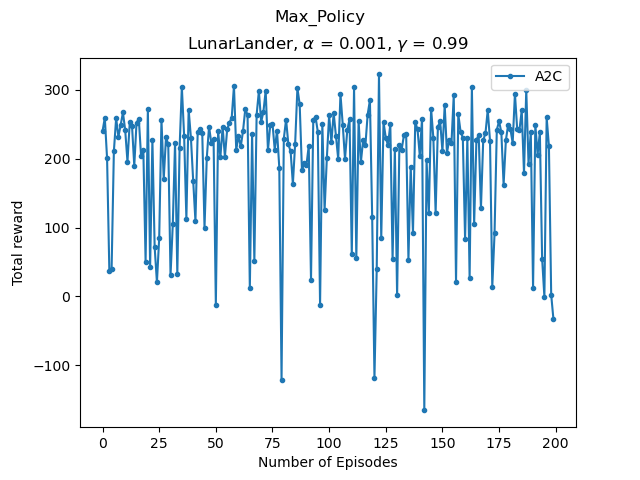 Max_Policy
LunarLander, α = 0.001, γ = 0.99
A2C
300
200
100
0
−100
Total reward
0 25 50 75 100 125 150 175 200
Number of Episodes